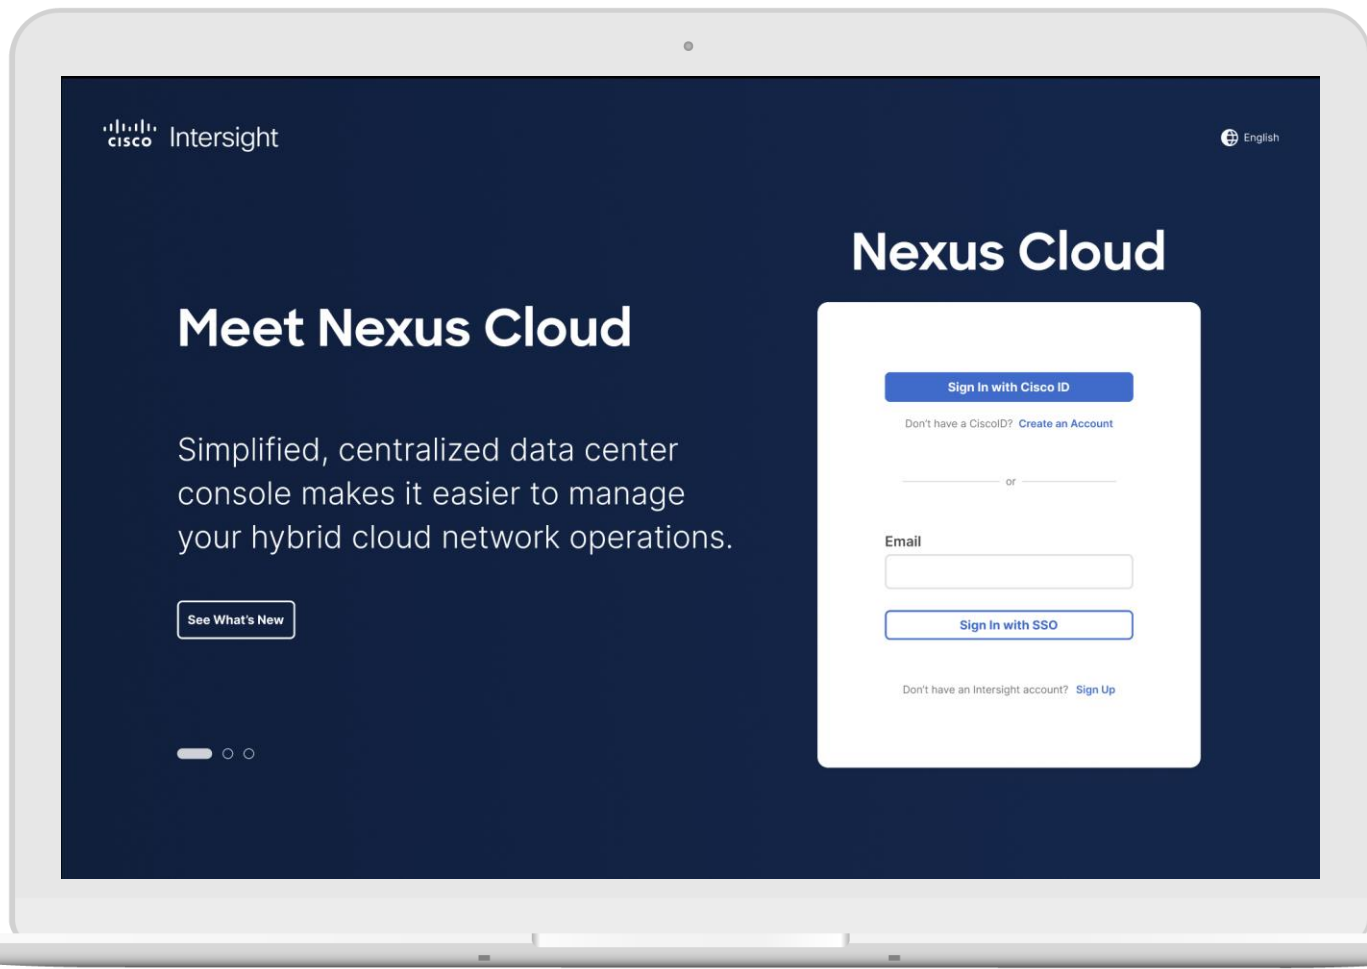 cisco Intersight
English
Meet Nexus Cloud
Simplified, centralized data center
console makes it easier to manage
your hybrid cloud network operations.
See What's New
Nexus Cloud
Sign In with Cisco ID
Don't have a CiscoID? Create an Account
or
Email
Sign In with SSO
Don't have an Intersight account? Sign Up